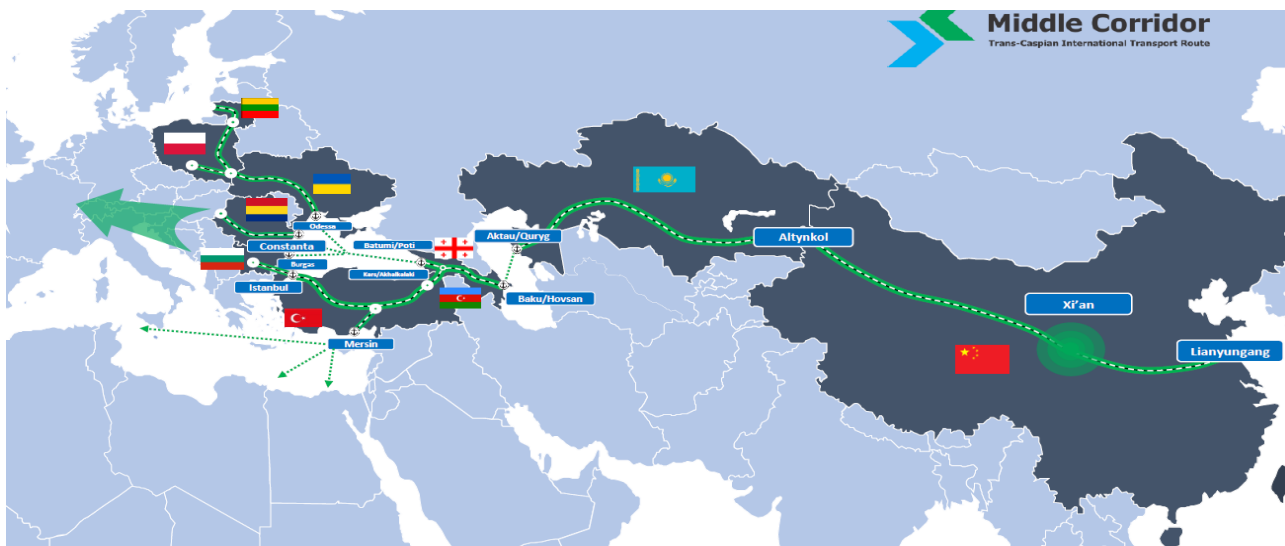 Middle Corridor
Trans-Caspian International Transport Route
Odessa
Constanta
Batumi/Poti
Aktau/Quryg
Altynkol
Burgas
Kars/Akhalkalaki
Istanbul
Baku/Hovsan
Xi'an
Mersin
Lianyungang